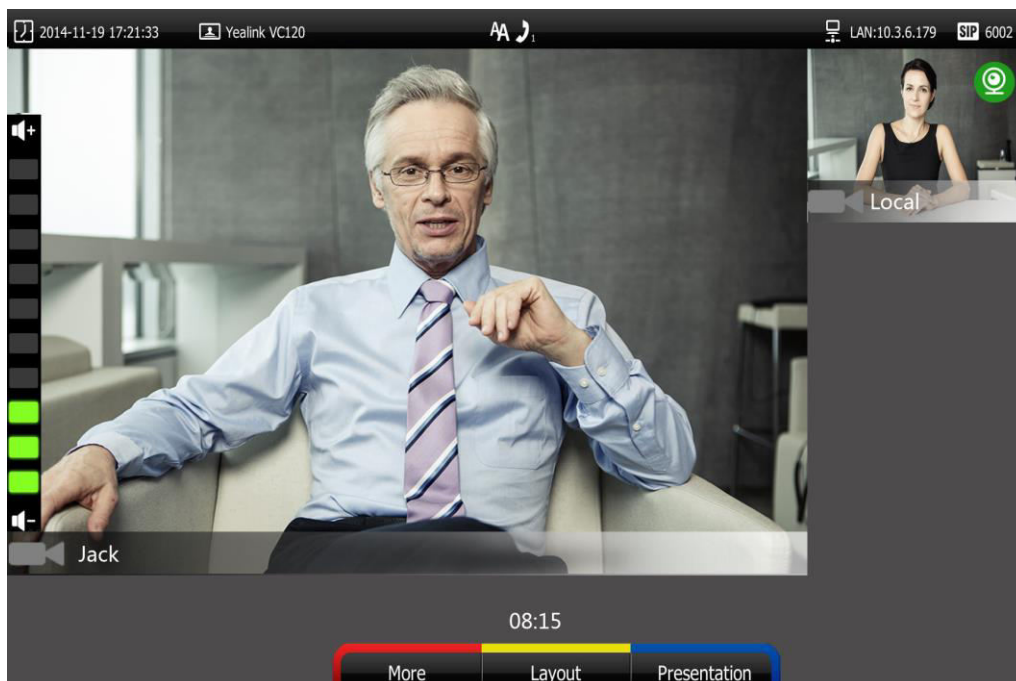 2014-11-19 17:21:33 Yealink VC120 AA 1 LAN:10.3.6.179 SIP 6002
Local
Jack
08:15
More Layout Presentation